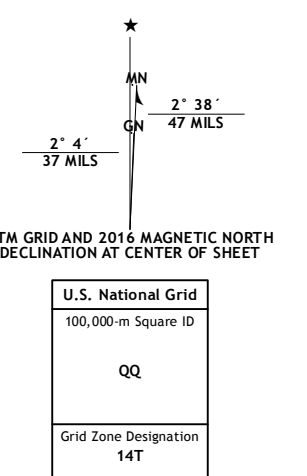 ★
MN
2° 38´
47 MILS
GN
2° 4´
37 MILS
TM GRID AND 2016 MAGNETIC NORTH
DECLINATION AT CENTER OF SHEET
U.S. National Grid
100,000-m Square ID
QQ
Grid Zone Designation
14T